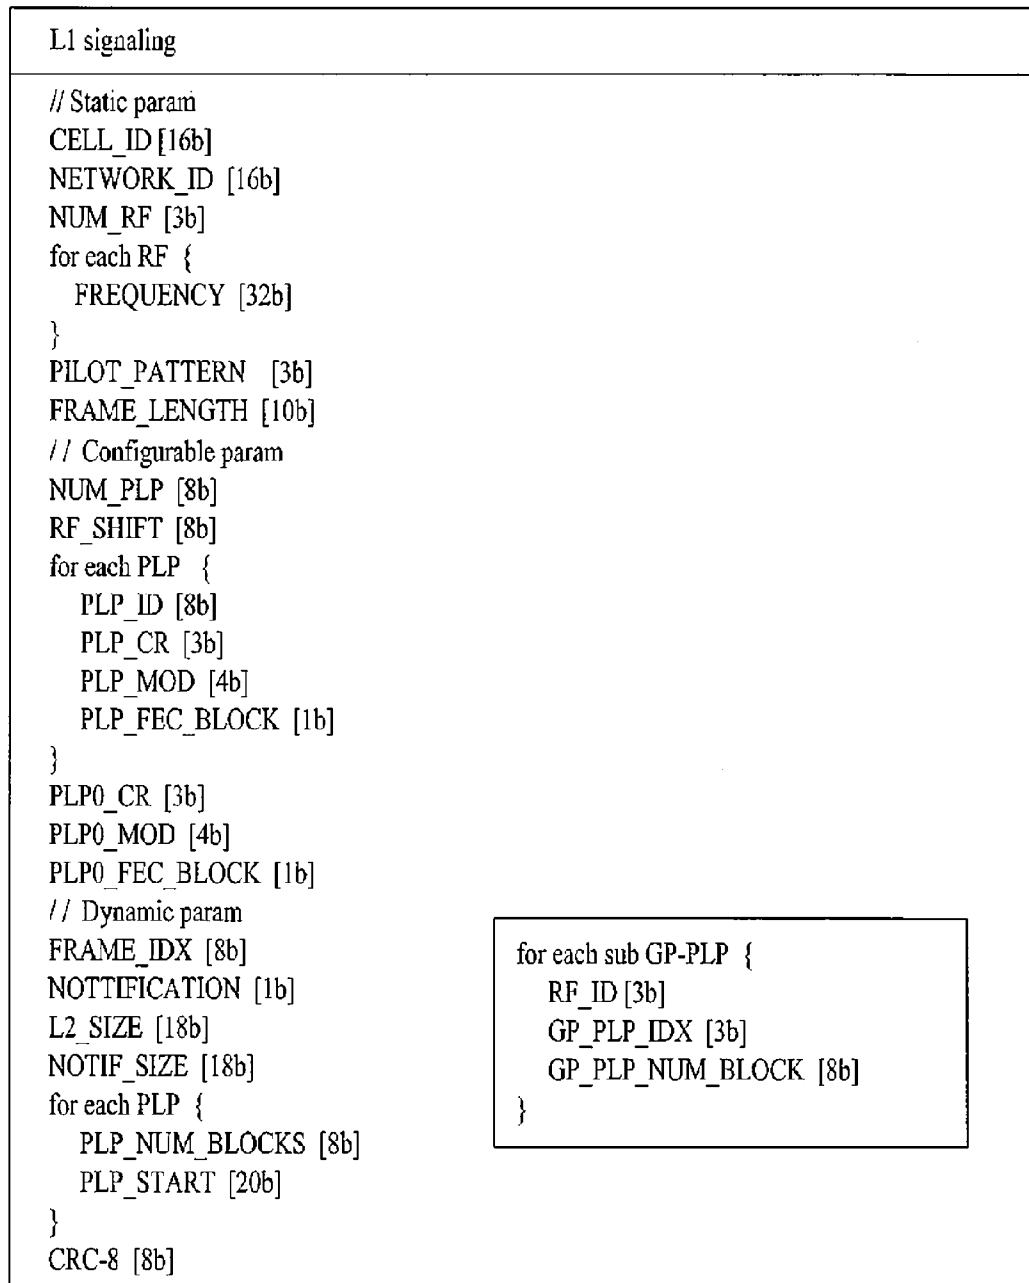 L1 signaling
// Static param
CELL_ID [16b]
NETWORK_ID [16b]
NUM_RF [3b]
for each RF {
FREQUENCY [32b]
}
PILOT_PATTERN [3b]
FRAME_LENGTH [10b]
// Configurable param
NUM_PLP [8b]
RF_SHIFT [8b]
for each PLP {
PLP_ID [8b]
PLP_CR [3b]
PLP_MOD [4b]
PLP_FEC_BLOCK [1b]
}
PLP0_CR [3b]
PLP0_MOD [4b]
PLP0_FEC_BLOCK [1b]
// Dynamic param
FRAME_IDX [8b]
NOTTIFICATION [1b]
L2_SIZE [18b]
NOTIF_SIZE [18b]
for each PLP {
PLP_NUM_BLOCKS [8b]
PLP_START [20b]
}
CRC-8 [8b]
for each sub GP-PLP {
RF_ID [3b]
GP_PLP_IDX [3b]
GP_PLP_NUM_BLOCK [8b]
}